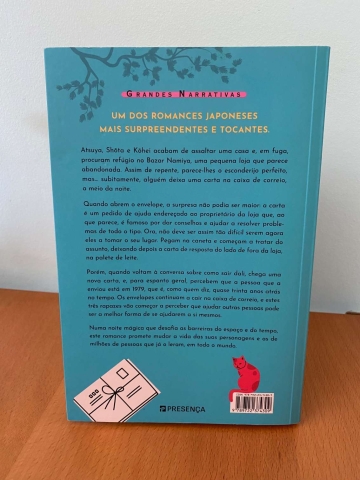 GRANDES NARRATIVAS
UM DOS ROMANCES JAPONESES
MAIS SURPREENDENTES E TOCANTES.
Atsuya, Shōta e Kōhei acabam de assaltar uma casa e, em fuga,
procuram refúgio no Bazar Namiya, uma pequena loja que parece
abandonada. Assim de repente, parece-lhes o esconderijo perfeito,
mas... subitamente, alguém deixa uma carta na caixa de correio,
a meio da noite.
Quando abrem o envelope, a surpresa não podia ser maior: a carta
é um pedido de ajuda endereçado ao proprietário da loja que, ao
que parece, é famoso por dar conselhos e ajudar a resolver proble-
mas de todo o tipo. Ora, não deve ser assim tão difícil serem agora
eles a tomar o seu lugar. Pegam na caneta e começam a tratar do
assunto, deixando depois a carta de resposta do lado de fora da loja,
na palete de leite.
Porém, quando voltam à conversa sobre como sair dali, chega uma
nova carta, e, para espanto geral, percebem que a pessoa que a
enviou está em 1979, que é, como quem diz, quase trinta anos atrás
no tempo. Os envelopes continuam a cair na caixa de correio, e estes
três rapazes vão começar a perceber que ajudar outras pessoas pode
ser a melhor forma de se ajudarem a si mesmos.
Numa noite mágica que desafia as barreiras do espaço e do tempo,
este romance promete mudar a vida das suas personagens e as de
milhões de pessoas que já o leram, em todo o mundo.
PRESENÇA